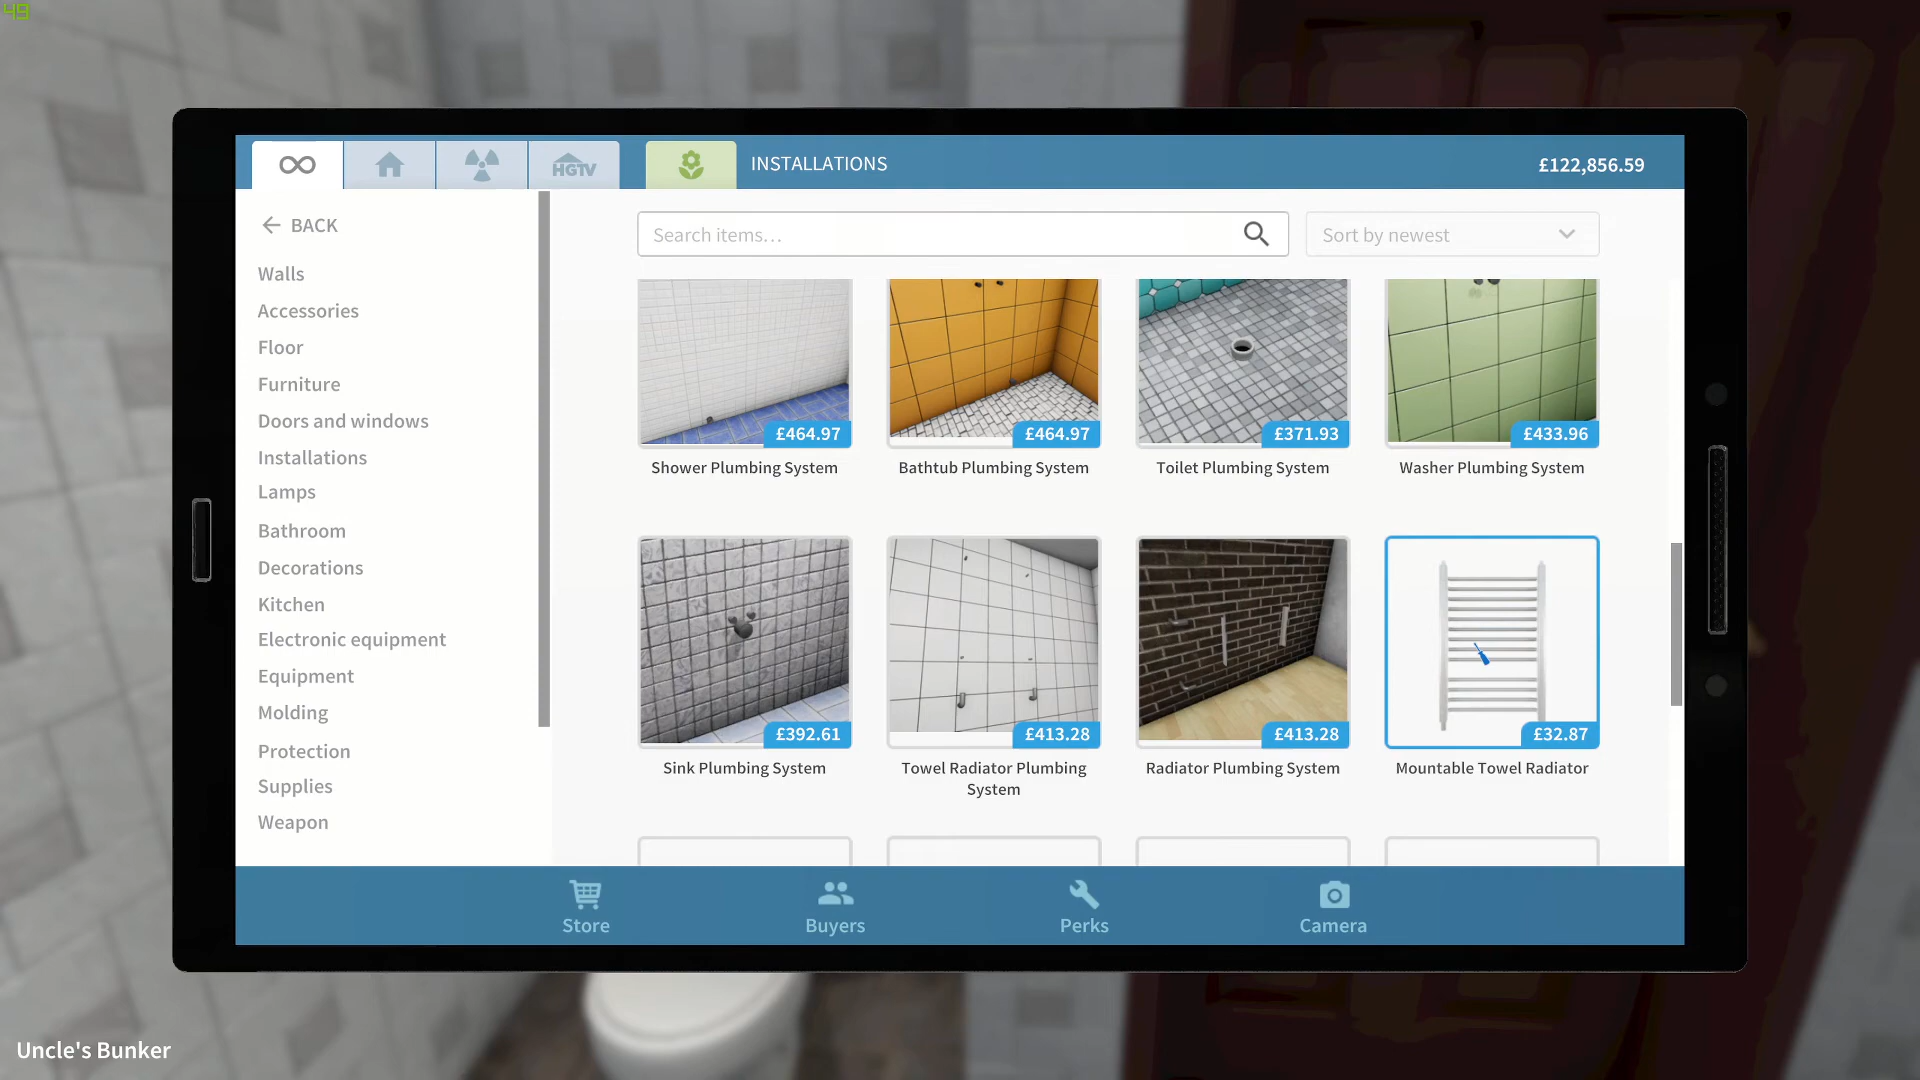 49
HGTV
INSTALLATIONS
£122,856.59
BACK
Walls
Accessories
Floor
Furniture
Doors and windows
Installations
Lamps
Bathroom
Decorations
Kitchen
Electronic equipment
Equipment
Molding
Protection
Supplies
Weapon
Search items...
Sort by newest
£464.97
£464.97
£371.93
£433.96
Shower Plumbing System
Bathtub Plumbing System
Toilet Plumbing System
Washer Plumbing System
£392.61
£413.28
£413.28
£32.87
Sink Plumbing System
Towel Radiator Plumbing
System
Radiator Plumbing System
Mountable Towel Radiator
Store
Buyers
Perks
Camera
Uncle's Bunker